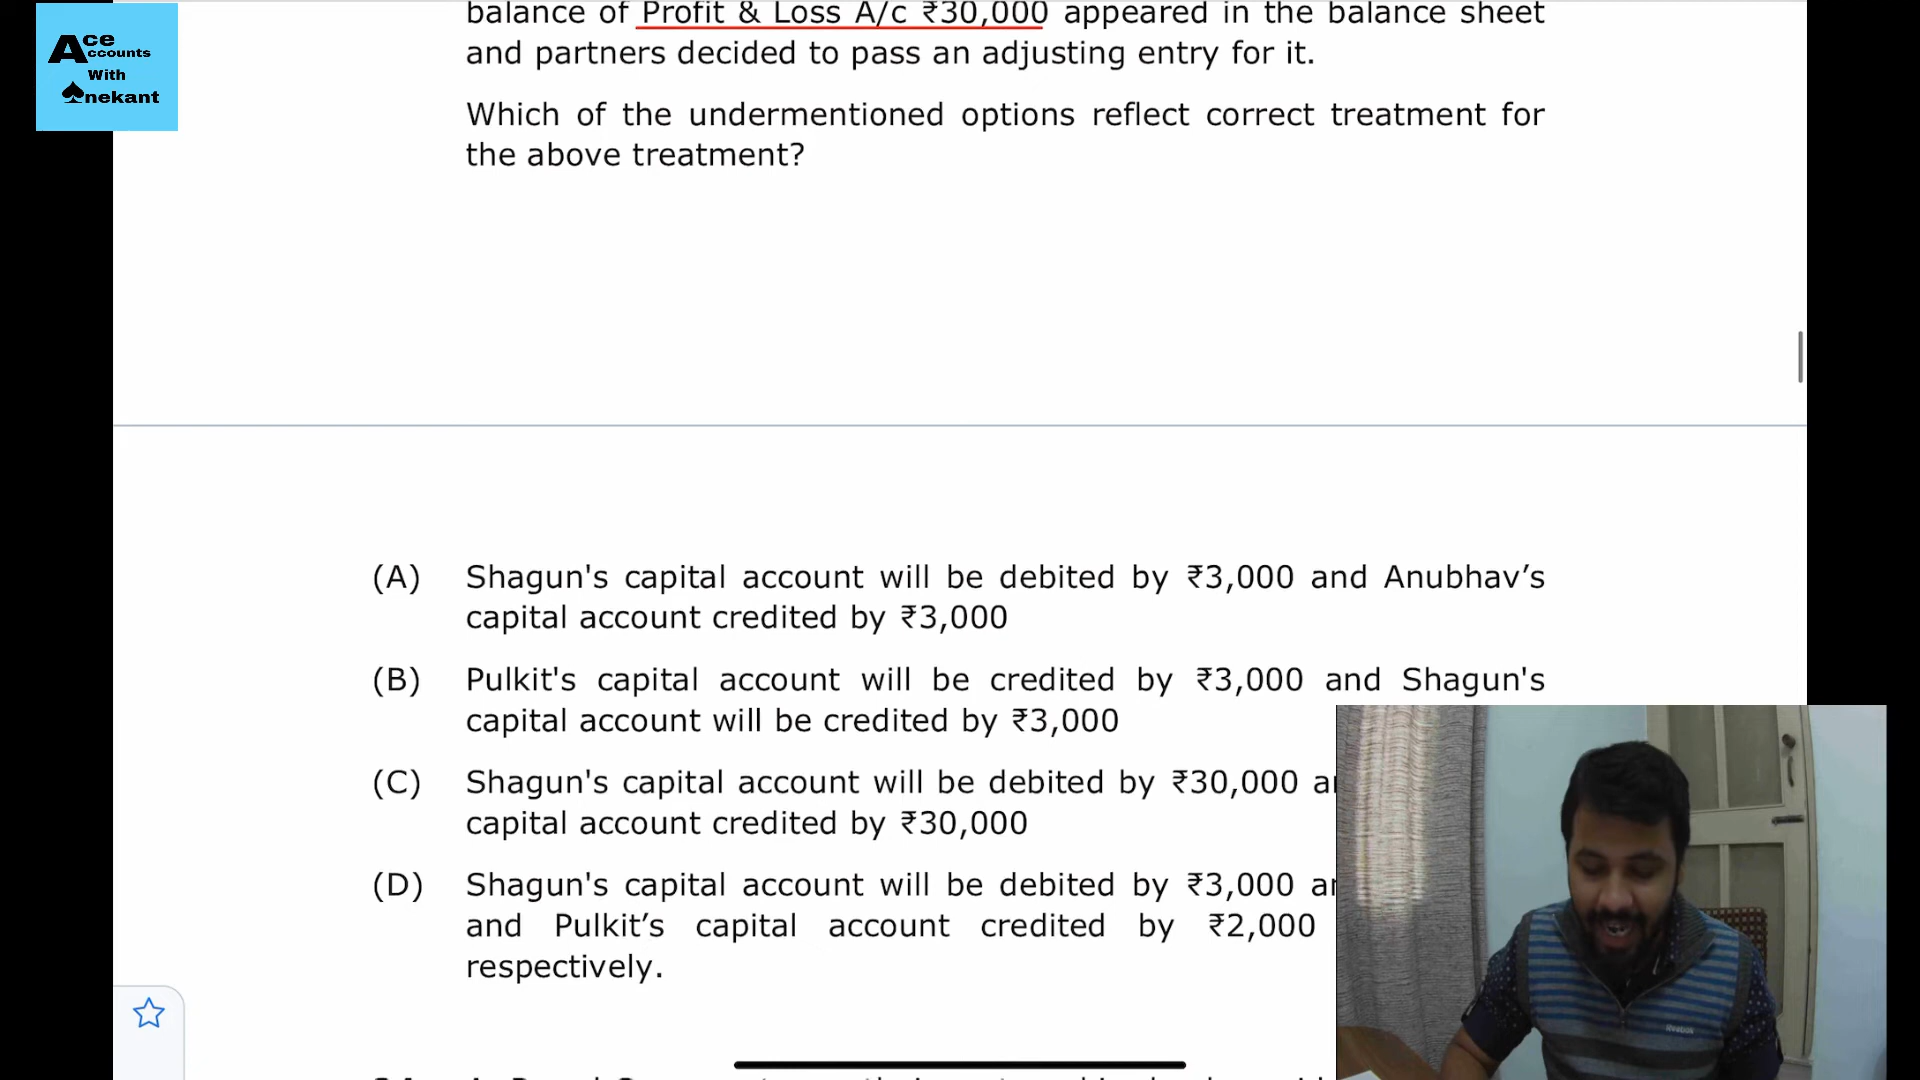 Ace
Accounts
With
Anekant
balance of Profit & Loss A/c ₹30,000 appeared in the balance sheet
and partners decided to pass an adjusting entry for it.
Which of the undermentioned options reflect correct treatment for
the above treatment?
(A) Shagun's capital account will be debited by ₹3,000 and Anubhav’s
capital account credited by ₹3,000
(B) Pulkit's capital account will be credited by ₹3,000 and Shagun's
capital account will be credited by ₹3,000
(C) Shagun's capital account will be debited by ₹30,000
capital account credited by ₹30,000
(D) Shagun's capital account will be debited by ₹3,000
and Pulkit’s capital account credited by ₹2,000
respectively.
Reebok